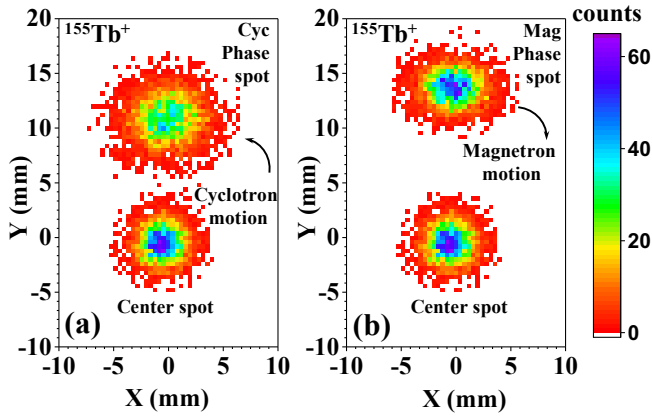 counts
¹⁵⁵Tb⁺
Cyc
Phase
spot
Cyclotron
motion
Center spot
(a)
20
15
10
5
0
-5
-10
Y (mm)
-10
-5
0
5
10
X (mm)
¹⁵⁵Tb⁺
Mag
Phase
spot
Magnetron
motion
Center spot
(b)
20
15
10
5
0
-5
-10
Y (mm)
-10
-5
0
5
10
X (mm)
60
40
20
0